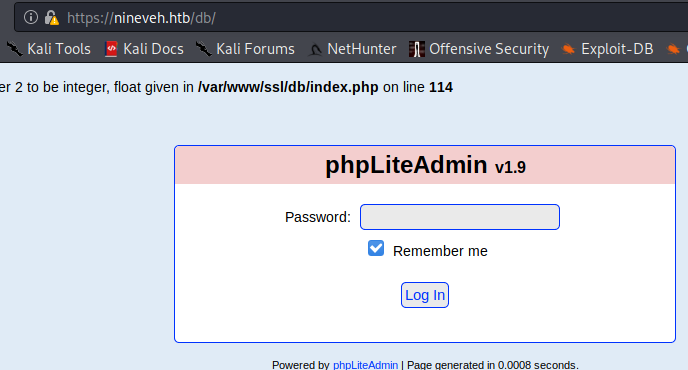 https://nineveh.htb/db/
Kali Tools Kali Docs Kali Forums NetHunter Offensive Security Exploit-DB
er 2 to be integer, float given in /var/www/ssl/db/index.php on line 114
phpLiteAdmin v1.9
Password:
Remember me
Log In
Powered by phpLiteAdmin | Page generated in 0.0008 seconds.